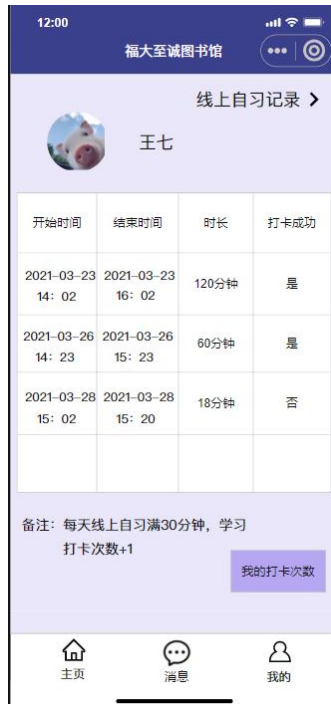 12:00
福大至诚图书馆
线上自习记录
王七
开始时间 结束时间 时长 打卡成功
2021-03-23 2021-03-23 120分钟 是
14：02 16：02
2021-03-26 2021-03-26 60分钟 是
14：23 15：23
2021-03-28 2021-03-28 18分钟 否
15：02 15：20
备注：每天线上自习满30分钟，学习
打卡次数+1
我的打卡次数
主页 消息 我的